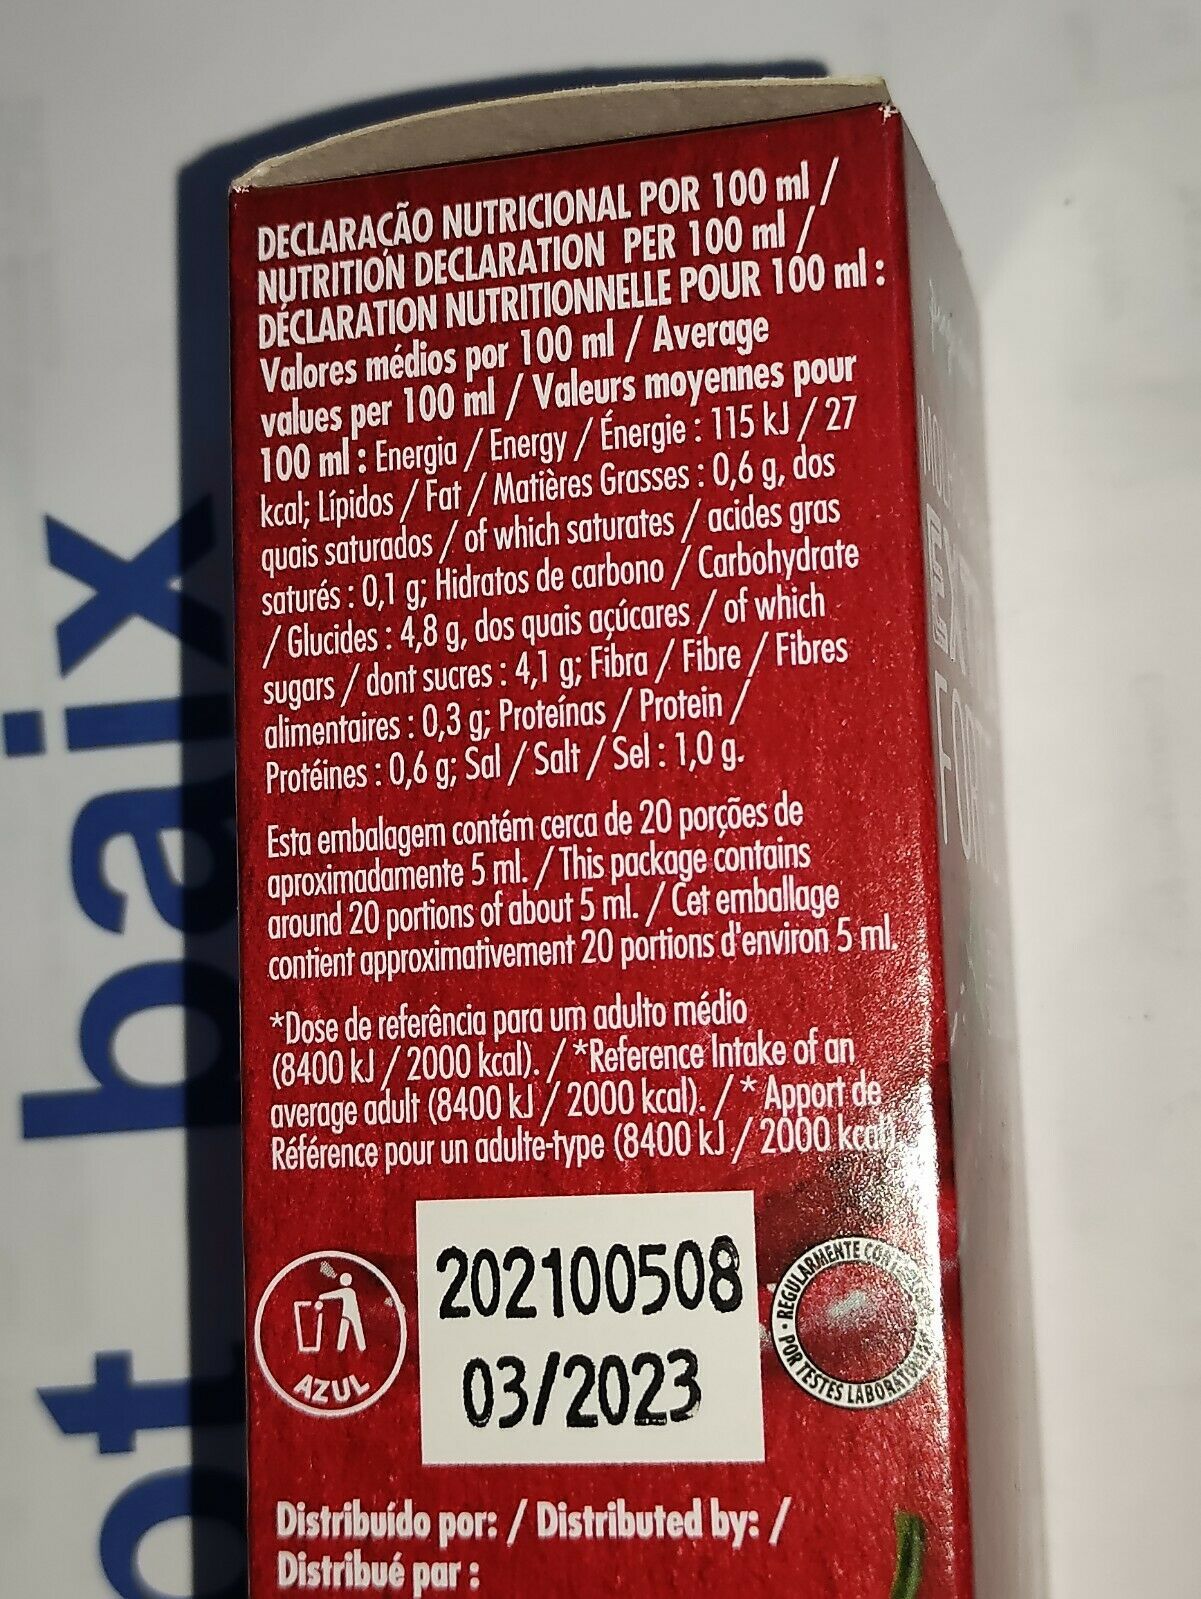 DECLARAÇÃO NUTRICIONAL POR 100 ml /
NUTRITION DECLARATION PER 100 ml /
DÉCLARATION NUTRITIONNELLE POUR 100 ml :
Valores médios por 100 ml / Average
values per 100 ml / Valeurs moyennes pour
100 ml : Energia / Energy / Énergie : 115 kJ / 27
kcal; Lípidos / Fat / Matières Grasses : 0,6 g, dos
quais saturados / of which saturates / acides gras
saturés : 0,1 g; Hidratos de carbono / Carbohydrate
/ Glucides : 4,8 g, dos quais açúcares / of which
sugars / dont sucres : 4,1 g; Fibra / Fibre / Fibres
alimentaires : 0,3 g; Proteínas / Protein /
Protéines : 0,6 g; Sal / Salt / Sel : 1,0 g.
Esta embalagem contém cerca de 20 porções de
aproximadamente 5 ml. / This package contains
around 20 portions of about 5 ml. / Cet emballage
contient approximativement 20 portions d'environ 5 ml.
*Dose de referência para um adulto médio
(8400 kJ / 2000 kcal). / *Reference Intake of an
average adult (8400 kJ / 2000 kcal). / * Apport de
Référence pour un adulte-type (8400 kJ / 2000 kcal).
AZUL
202100508
03/2023
REGULARMENTE
POR TESTES
Distribuído por: / Distributed by: /
Distribué par :
pt baix